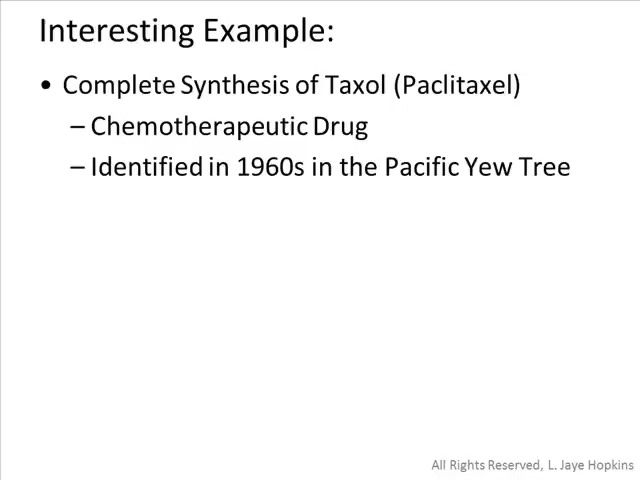 Interesting Example:
• Complete Synthesis of Taxol (Paclitaxel)
– Chemotherapeutic Drug
– Identified in 1960s in the Pacific Yew Tree
All Rights Reserved, L. Jaye Hopkins